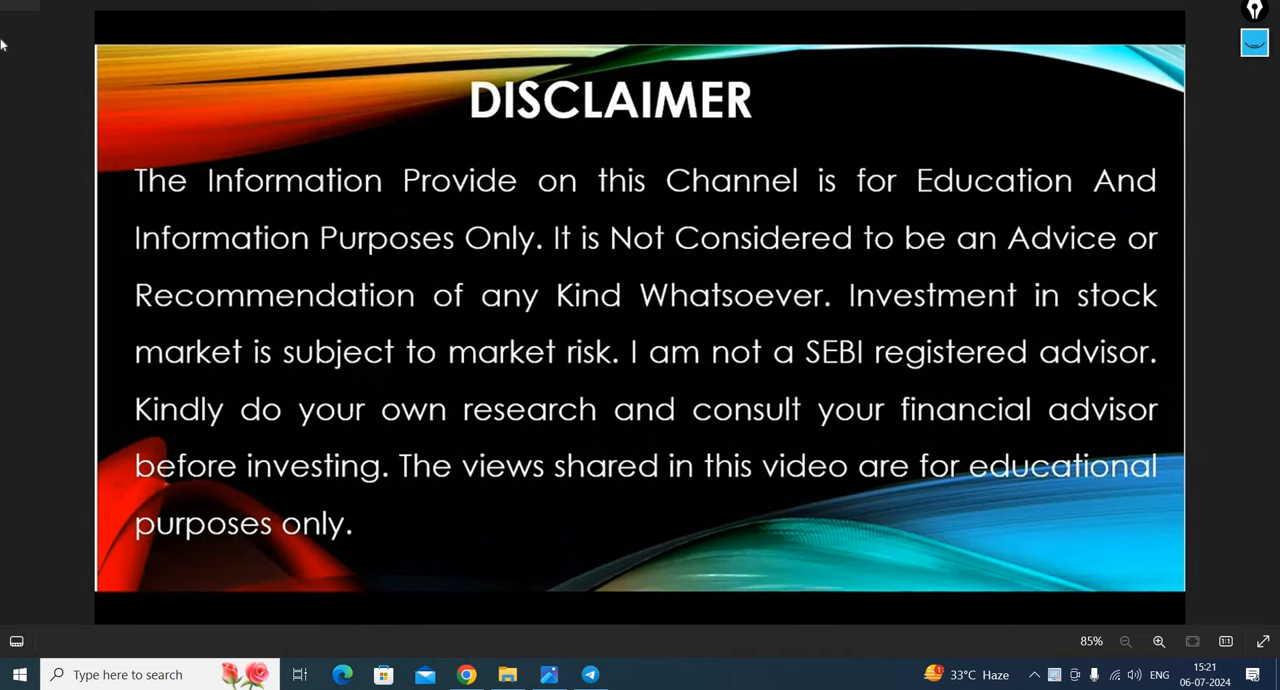 DISCLAIMER
The Information Provide on this Channel is for Education And
Information Purposes Only. It is Not Considered to be an Advice or
Recommendation of any Kind Whatsoever. Investment in stock
market is subject to market risk. I am not a SEBI registered advisor.
Kindly do your own research and consult your financial advisor
before investing. The views shared in this video are for educational
purposes only.
85%
1:1
Type here to search
33°C Haze
ENG
15:21
06-07-2024